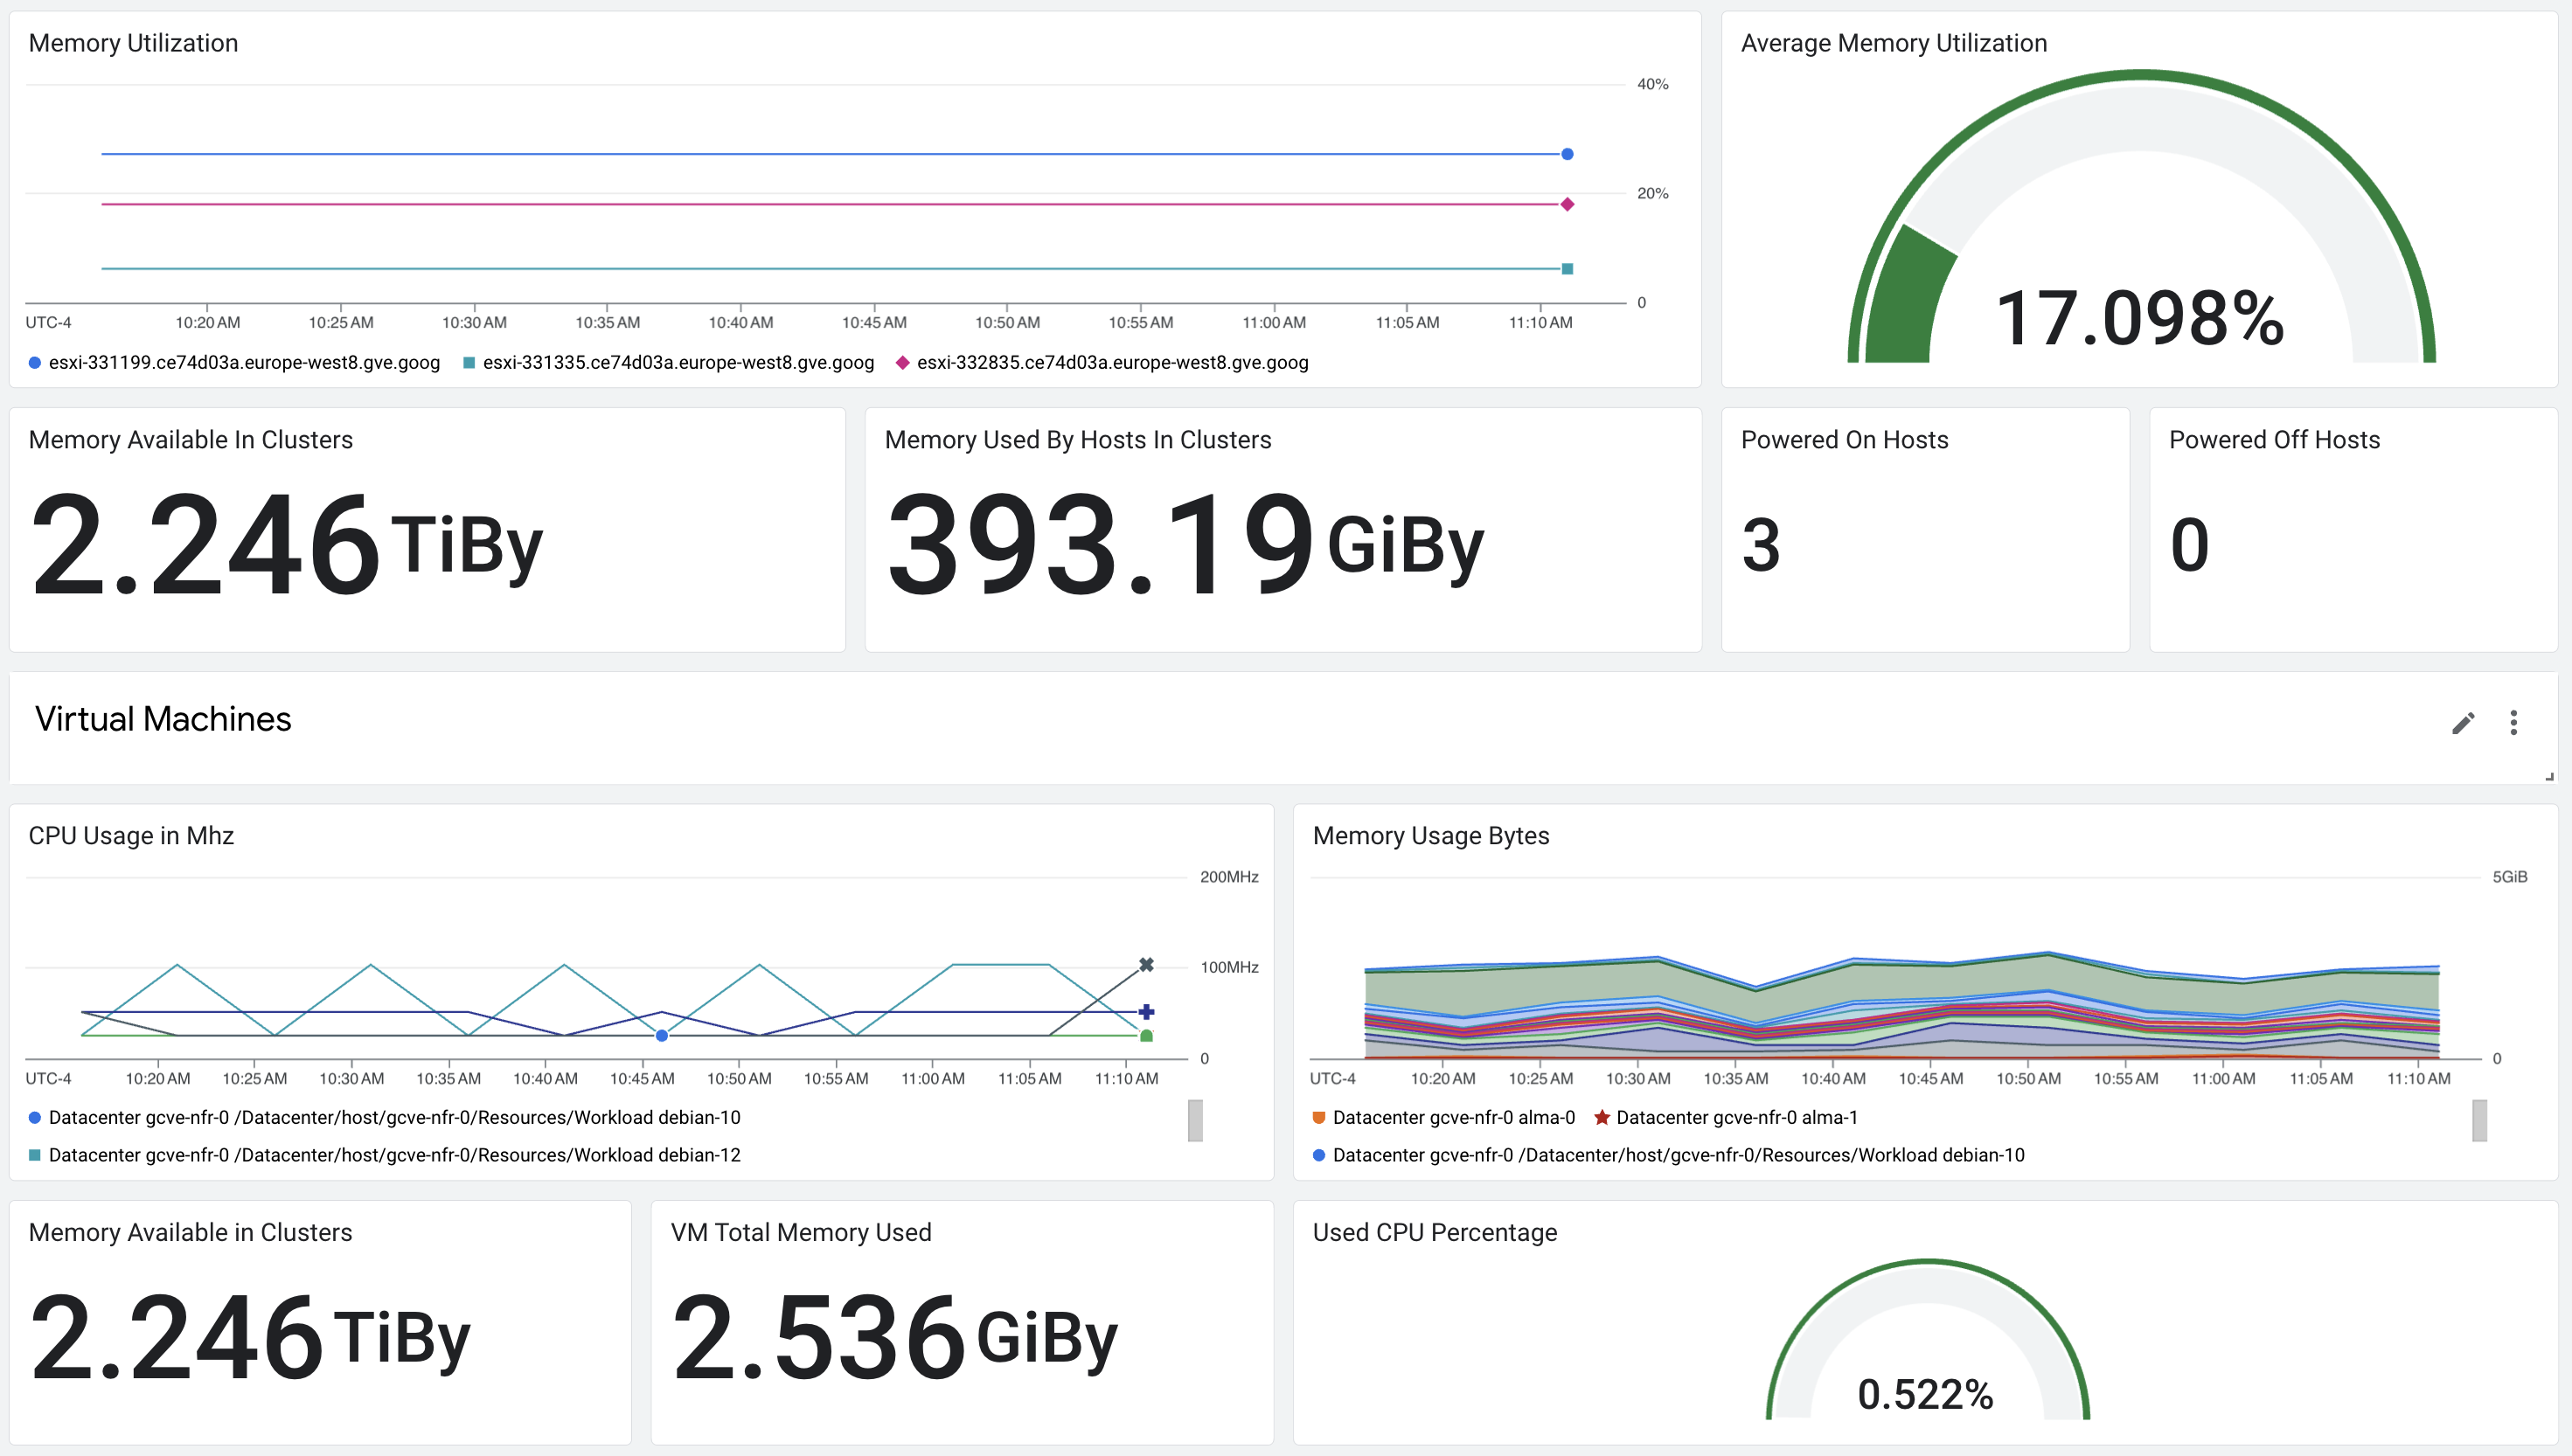 Memory Utilization
40%
20%
0
UTC-4 10:20 AM 10:25 AM 10:30 AM 10:35 AM 10:40 AM 10:45 AM 10:50 AM 10:55 AM 11:00 AM 11:05 AM 11:10 AM
esxi-331199.ce74d03a.europe-west8.gve.goog esxi-331335.ce74d03a.europe-west8.gve.goog esxi-332835.ce74d03a.europe-west8.gve.goog
Average Memory Utilization
17.098%
Memory Available In Clusters
2.246 TiBy
Memory Used By Hosts In Clusters
393.19 GiBy
Powered On Hosts
3
Powered Off Hosts
0
Virtual Machines
CPU Usage in Mhz
200MHz
100MHz
0
UTC-4 10:20 AM 10:25 AM 10:30 AM 10:35 AM 10:40 AM 10:45 AM 10:50 AM 10:55 AM 11:00 AM 11:05 AM 11:10 AM
Datacenter gcve-nfr-0 /Datacenter/host/gcve-nfr-0/Resources/Workload debian-10
Datacenter gcve-nfr-0 /Datacenter/host/gcve-nfr-0/Resources/Workload debian-12
Memory Usage Bytes
5GiB
0
UTC-4 10:20 AM 10:25 AM 10:30 AM 10:35 AM 10:40 AM 10:45 AM 10:50 AM 10:55 AM 11:00 AM 11:05 AM 11:10 AM
Datacenter gcve-nfr-0 alma-0 Datacenter gcve-nfr-0 alma-1
Datacenter gcve-nfr-0 /Datacenter/host/gcve-nfr-0/Resources/Workload debian-10
Memory Available in Clusters
2.246 TiBy
VM Total Memory Used
2.536 GiBy
Used CPU Percentage
0.522%